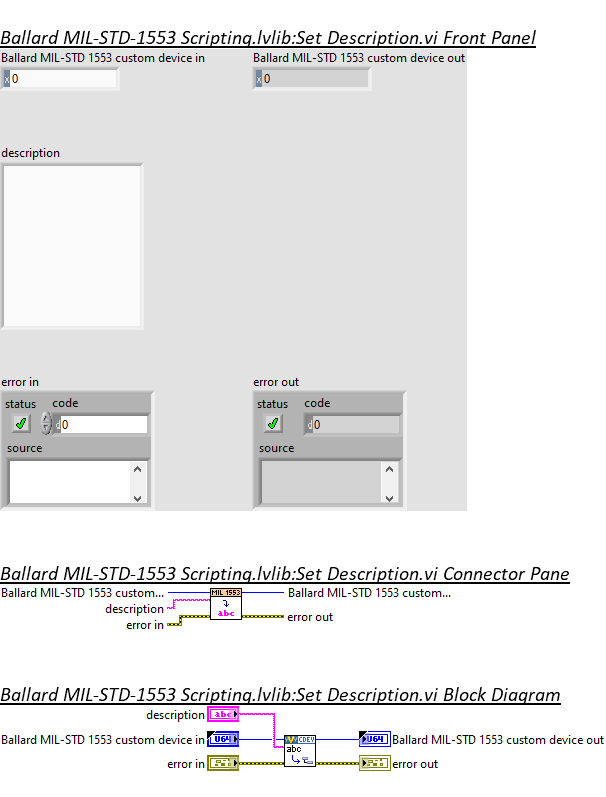 Ballard MIL-STD-1553 Scripting.lvlib:Set Description.vi Front Panel
Ballard MIL-STD 1553 custom device in Ballard MIL-STD 1553 custom device out
x 0 x 0
description
error in error out
status code status code
d 0 d 0
source source
Ballard MIL-STD-1553 Scripting.lvlib:Set Description.vi Connector Pane
Ballard MIL-STD 1553 custom... MIL 1553 Ballard MIL-STD 1553 custom...
description abc
error in error out
Ballard MIL-STD-1553 Scripting.lvlib:Set Description.vi Block Diagram
description abc
Ballard MIL-STD 1553 custom device in U64 CDEV U64 Ballard MIL-STD 1553 custom device out
abc
error in error out